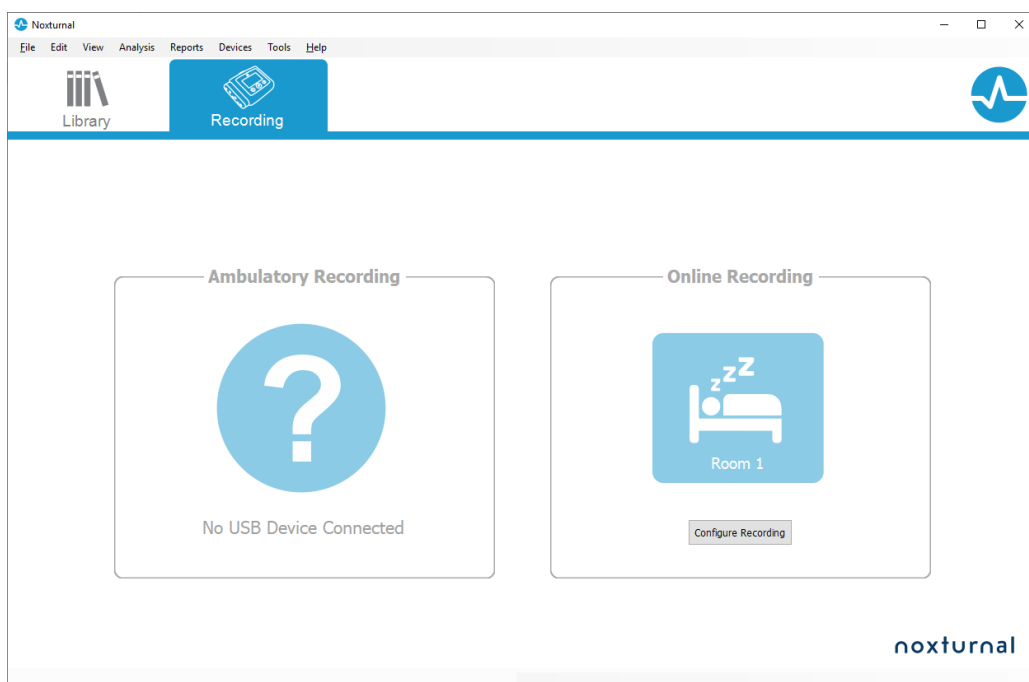 Noxturnal
File Edit View Analysis Reports Devices Tools Help
Library
Recording
Ambulatory Recording
?
No USB Device Connected
Online Recording
z z Z
Room 1
Configure Recording
noxturnal